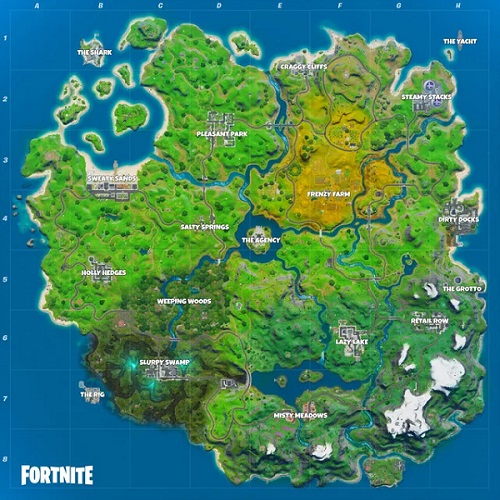 A B C D E F G H
1
THE SHARK
THE YACHT
CRAGGY CLIFFS
2
STEAMY STACKS
PLEASANT PARK
3
SWEATY SANDS
FRENZY FARM
4
DIRTY DOCKS
SALTY SPRINGS
THE AGENCY
5
HOLLY HEDGES
THE GROTTO
WEEPING WOODS
RETAIL ROW
6
LAZY LAKE
SLURPY SWAMP
7
THE RIG
MISTY MEADOWS
8
FORTNITE